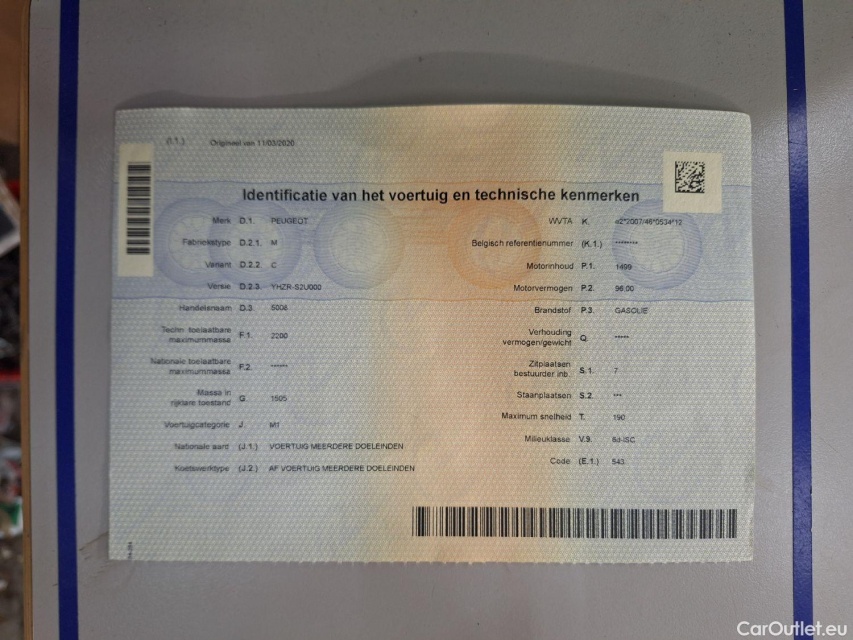 (I.1.) Origineel van 11/03/2020
Identificatie van het voertuig en technische kenmerken
Merk D.1. PEUGEOT
Fabriekstype D.2.1. M
Variant D.2.2. C
Versie D.2.3. YHZR-S2U000
Handelsnaam D.3. 5008
Techn. toelaatbare
maximummassa F.1. 2200
Nationale toelaatbare
maximummassa F.2. ******
Massa in
rijklare toestand G. 1505
Voertuigcategorie J. M1
Nationale aard (J.1.) VOERTUIG MEERDERE DOELEINDEN
Koetswerktype (J.2.) AF VOERTUIG MEERDERE DOELEINDEN
WVTA K. e2*2007/46*0534*12
Belgisch referentienummer (K.1.) ********
Motorinhoud P.1. 1499
Motorvermogen P.2. 96.00
Brandstof P.3. GASOLIE
Verhouding
vermogen/gewicht Q. *****
Zitplaatsen
bestuurder inb. S.1. 7
Staanplaatsen S.2. ***
Maximum snelheid T. 190
Milieuklasse V.9. 6d-ISC
Code (E.1.) 543
CarOutlet.eu